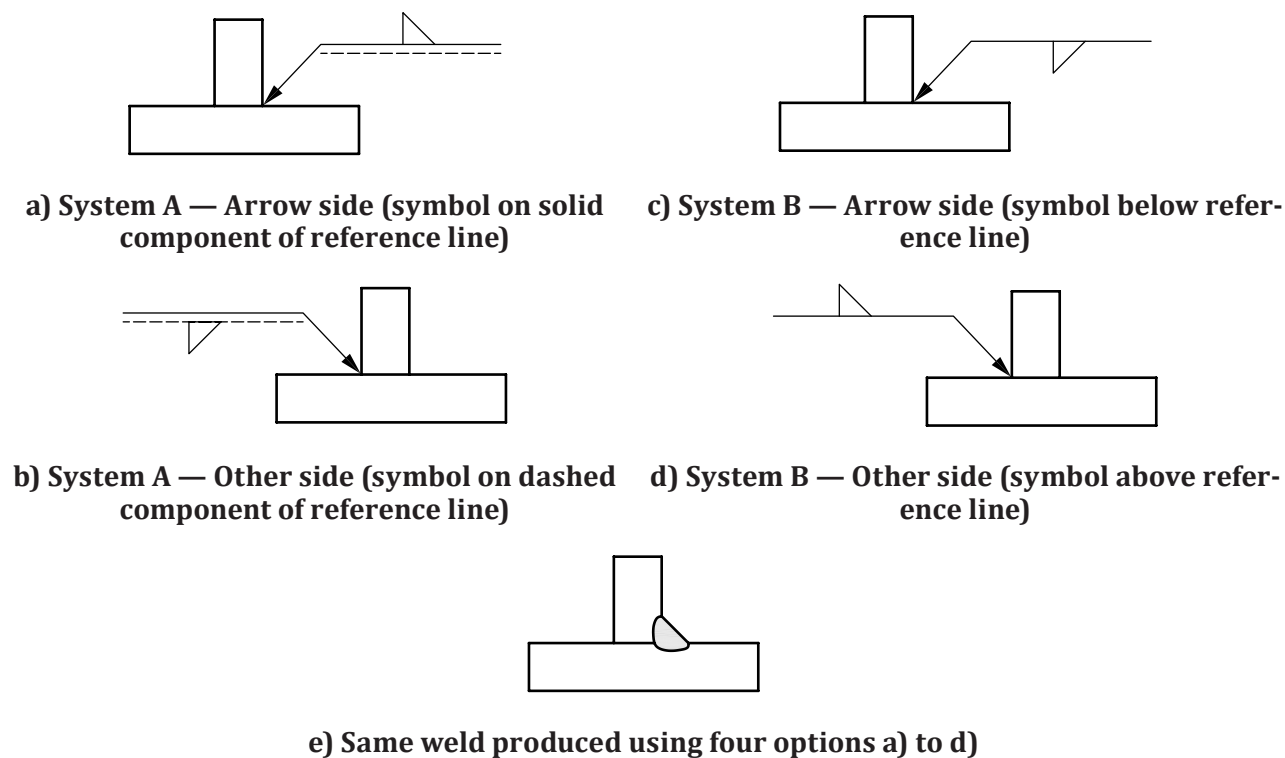 a) System A — Arrow side (symbol on solid
component of reference line)
c) System B — Arrow side (symbol below refer-
ence line)
b) System A — Other side (symbol on dashed
component of reference line)
d) System B — Other side (symbol above refer-
ence line)
e) Same weld produced using four options a) to d)